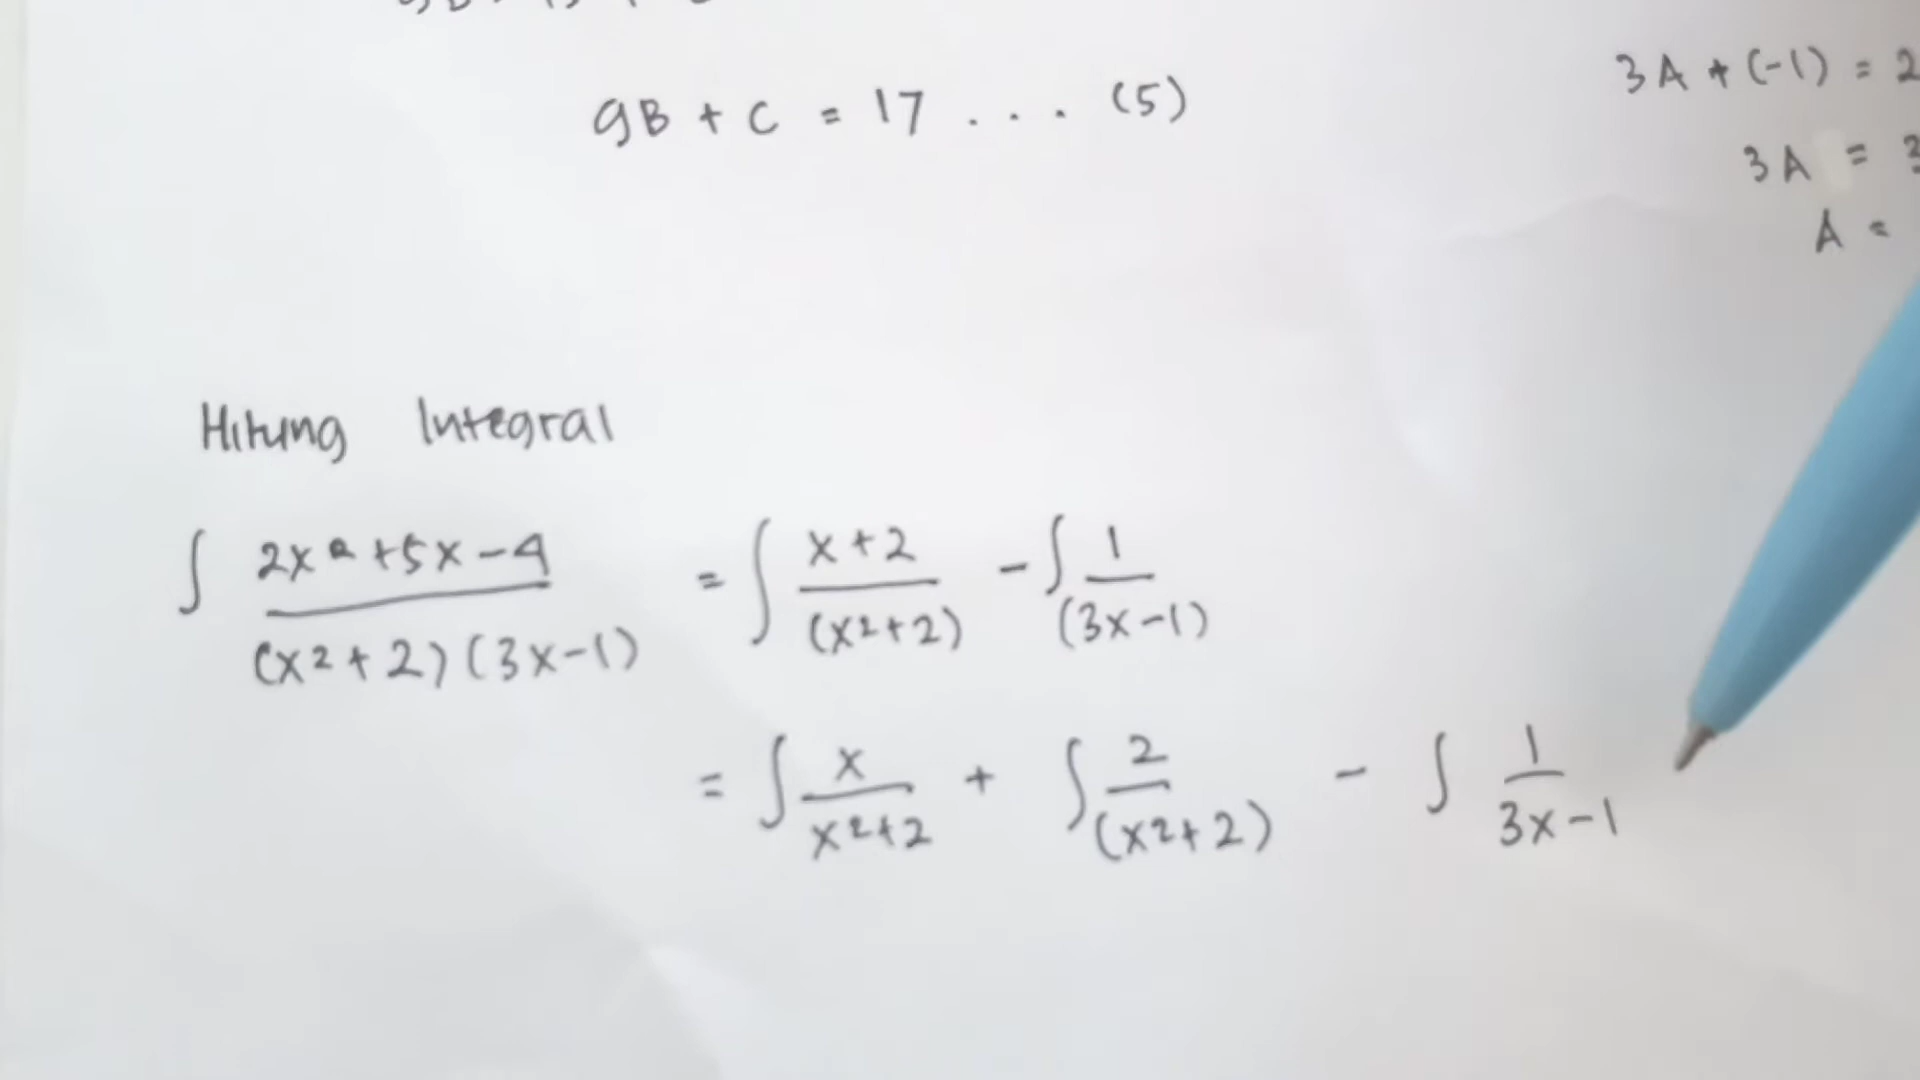 9B + C = 17 ... (5)
3A + (-1) = 2
3A = 3
A =
Hitung Integral
∫ 2x² + 5x - 4 / (x² + 2)(3x - 1) = ∫ x + 2 / (x² + 2) - ∫ 1 / (3x - 1)
= ∫ x / x² + 2 + ∫ 2 / (x² + 2) - ∫ 1 / 3x - 1